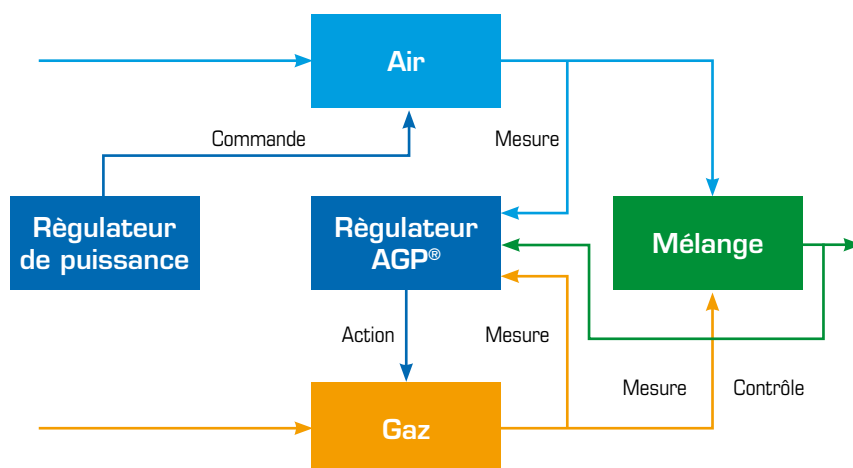 Air
Commande
Mesure
Règulateur
de puissance
Règulateur
AGP®
Mélange
Action
Mesure
Mesure
Contrôle
Gaz